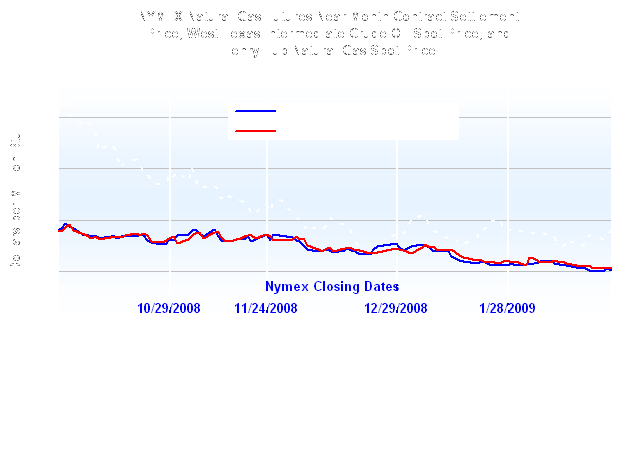 NYMEX Natural Gas Futures Near-Month Contract Settlement
Price, West Texas Intermediate Crude Oil Spot Price, and
Henry Hub Natural Gas Spot Price
Nymex Closing Dates
10/29/2008 11/24/2008 12/29/2008 1/28/2009